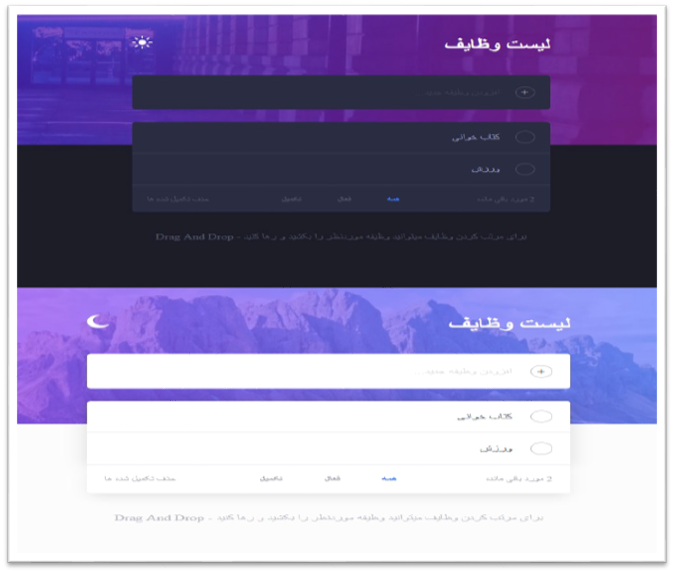 لیست وظایف
افزودن وظیفه جدید...
کتاب خوانی
ورزش
2 مورد باقی مانده همه فعال تکمیل حذف تکمیل شده ها
برای مرتب کردن وظایف میتوانید وظیفه موردنظر را بکشید و رها کنید - Drag And Drop
لیست وظایف
افزودن وظیفه جدید...
کتاب خوانی
ورزش
2 مورد باقی مانده همه فعال تکمیل حذف تکمیل شده ها
برای مرتب کردن وظایف میتوانید وظیفه موردنظر را بکشید و رها کنید - Drag And Drop